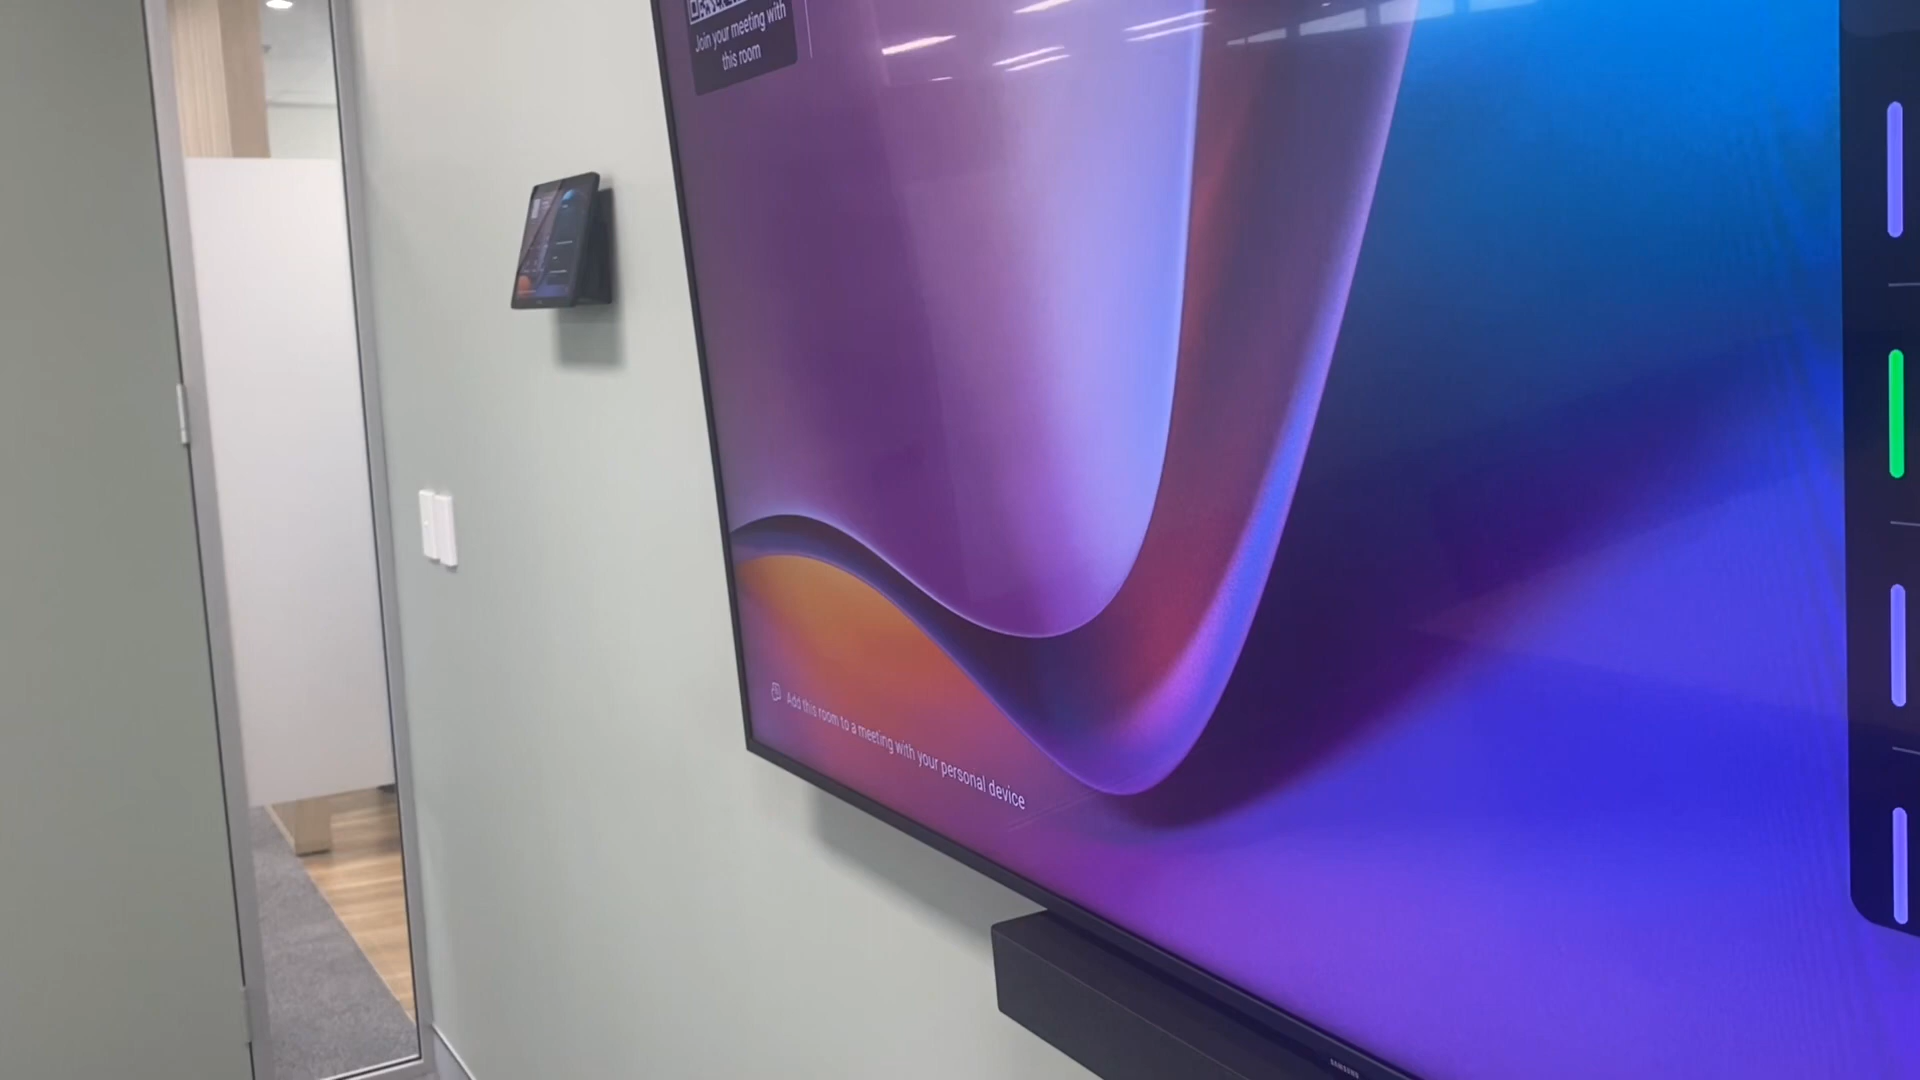 Join your meeting with
this room
Add this room to a meeting with your personal device
SAMSUNG